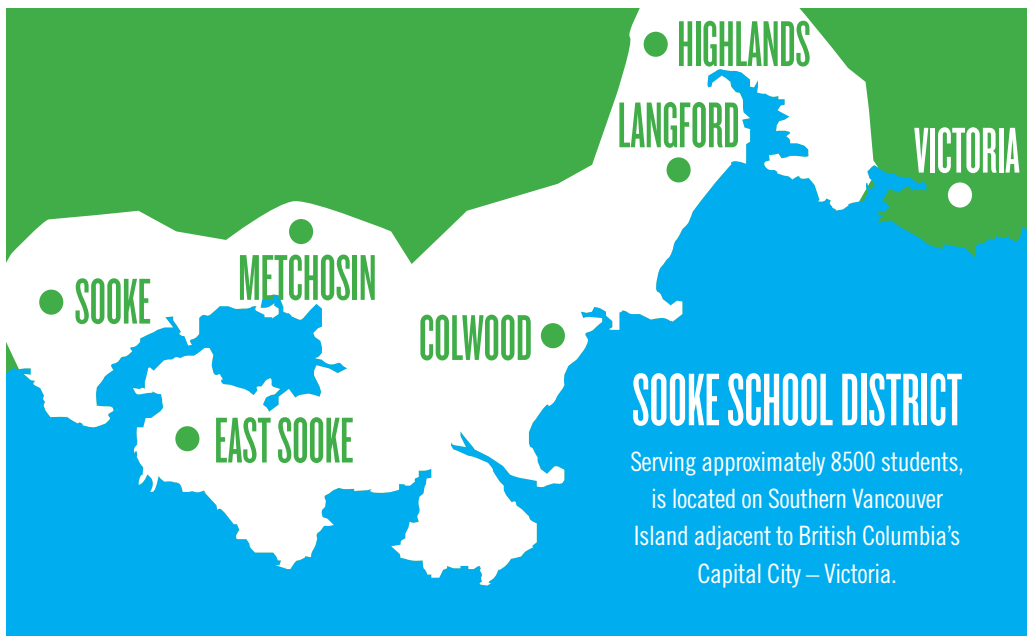 HIGHLANDS
LANGFORD
VICTORIA
METCHOSIN
SOOKE
COLWOOD
EAST SOOKE
SOOKE SCHOOL DISTRICT
Serving approximately 8500 students,
is located on Southern Vancouver
Island adjacent to British Columbia’s
Capital City – Victoria.